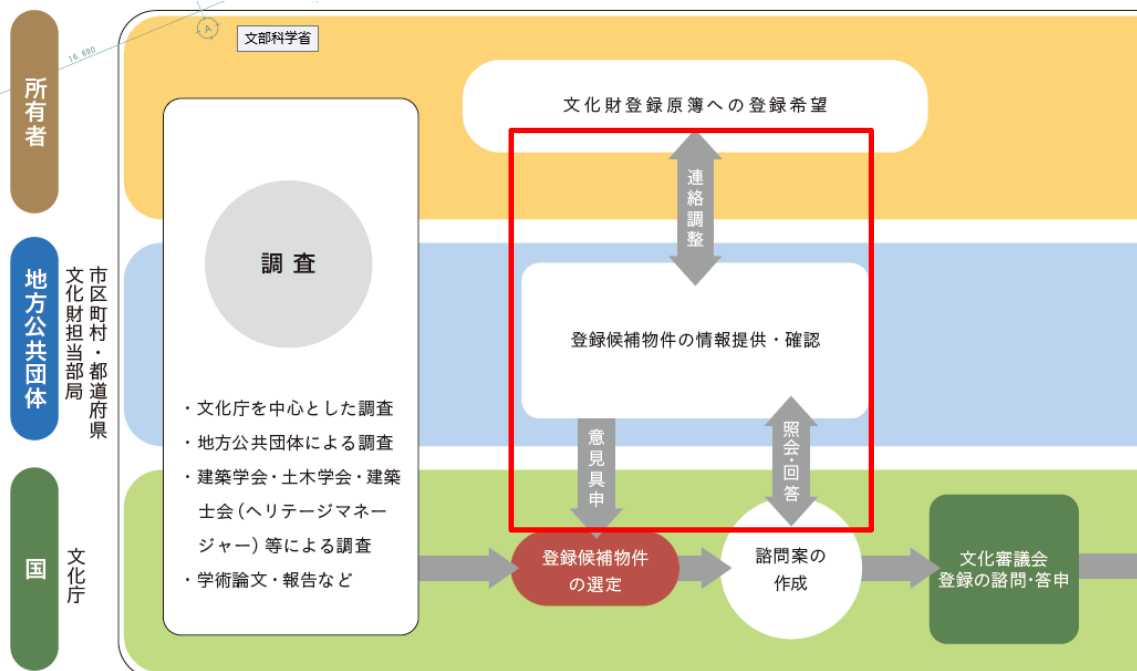 16,690
A
文部科学省
所有者
文化財登録原簿への登録希望
連絡調整
調査
地方公共団体
市区町村・都道府県
文化財担当部局
登録候補物件の情報提供・確認
・文化庁を中心とした調査
・地方公共団体による調査
・建築学会・土木学会・建築
士会(ヘリテージマネー
ジャー)等による調査
・学術論文・報告など
意見具申
照会・回答
国
文化庁
登録候補物件
の選定
諮問案の
作成
文化審議会
登録の諮問・答申